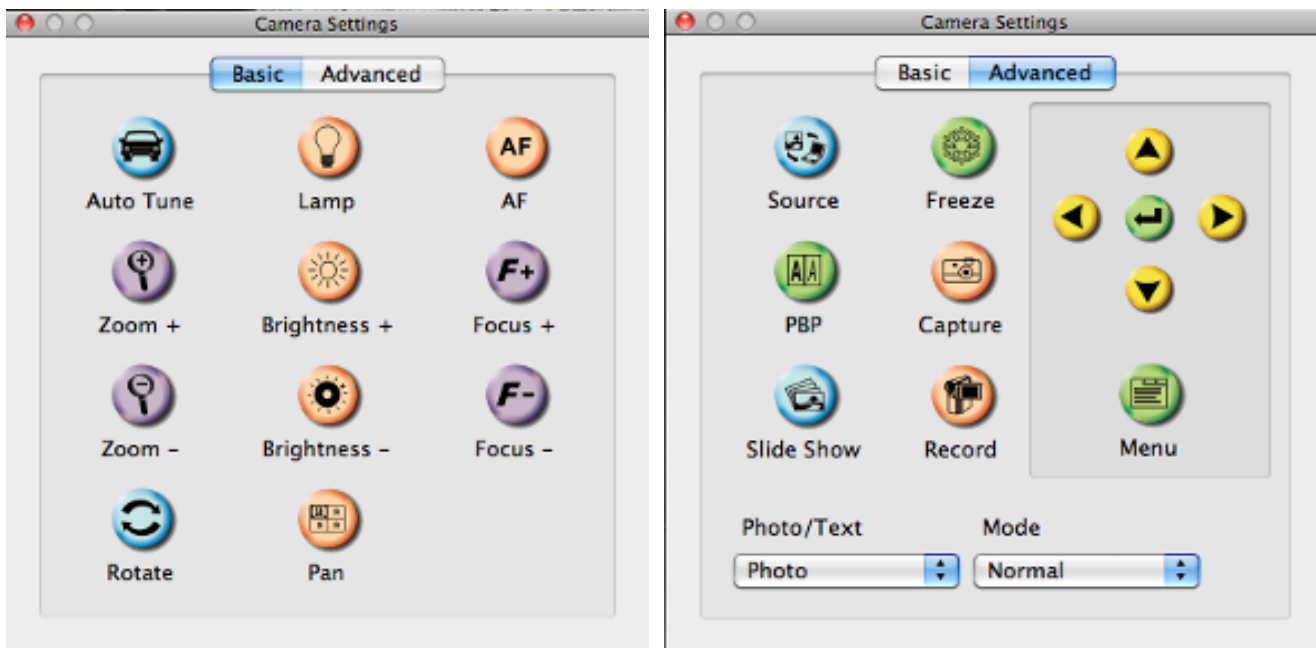 Camera Settings
Basic Advanced
AF
Auto Tune Lamp AF
F+
Zoom + Brightness + Focus +
F-
Zoom - Brightness - Focus -
Rotate Pan
Camera Settings
Basic Advanced
Source Freeze
AA
PBP Capture
Slide Show Record Menu
Photo/Text Mode
Photo Normal